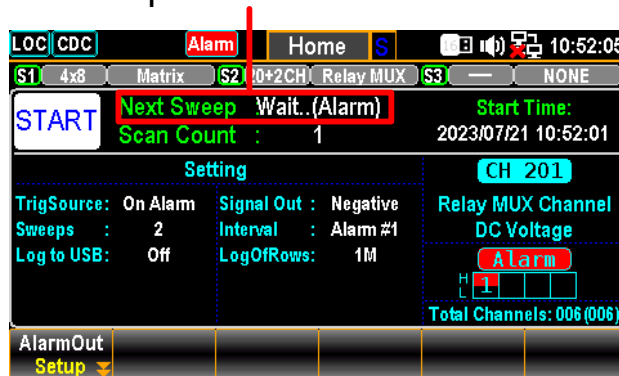 LOC CDC Alarm Home S 10:52:05
S1 4x8 Matrix S2 20+2CH Relay MUX S3 — NONE
START
Next Sweep : Wait..(Alarm)
Scan Count : 1
Start Time:
2023/07/21 10:52:01
Setting
TrigSource: On Alarm Signal Out : Negative
Sweeps : 2 Interval : Alarm #1
Log to USB: Off LogOfRows: 1M
CH 201
Relay MUX Channel
DC Voltage
Alarm
H 1
L
Total Channels: 006 (006)
AlarmOut
Setup